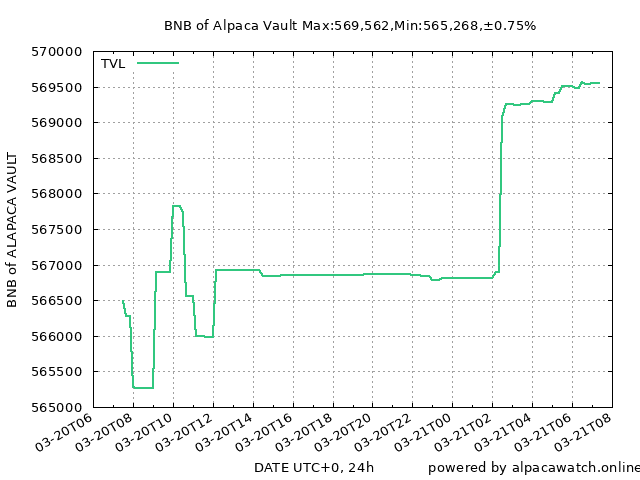 BNB of Alpaca Vault Max:569,562,Min:565,268,±0.75%
TVL
BNB of ALAPACA VAULT
570000
569500
569000
568500
568000
567500
567000
566500
566000
565500
565000
03-20T06
03-20T08
03-20T10
03-20T12
03-20T14
03-20T16
03-20T18
03-20T20
03-20T22
03-21T00
03-21T02
03-21T04
03-21T06
03-21T08
DATE UTC+0, 24h
powered by alpacawatch.online